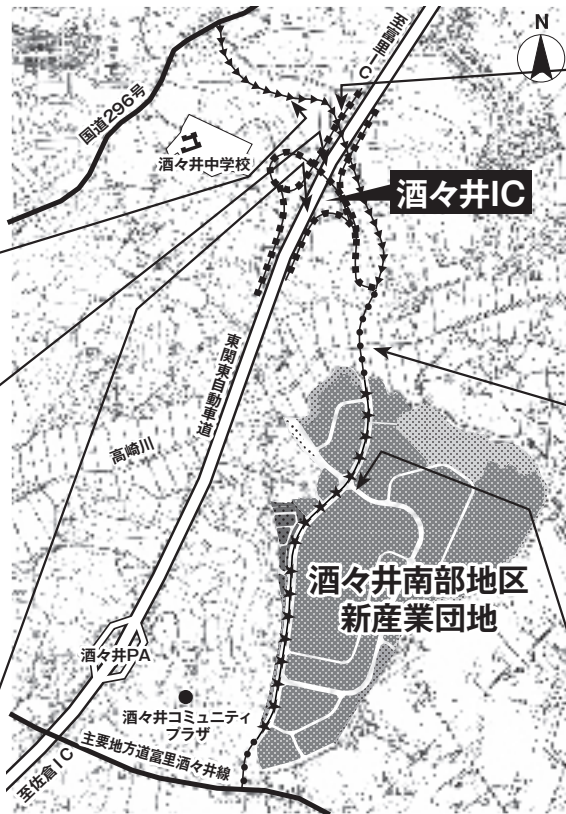 N
至富里IC
国道296号
酒々井中学校
酒々井IC
東関東自動車道
高崎川
酒々井南部地区
新産業団地
酒々井PA
酒々井コミュニティ
プラザ
主要地方道富里酒々井線
至佐倉IC